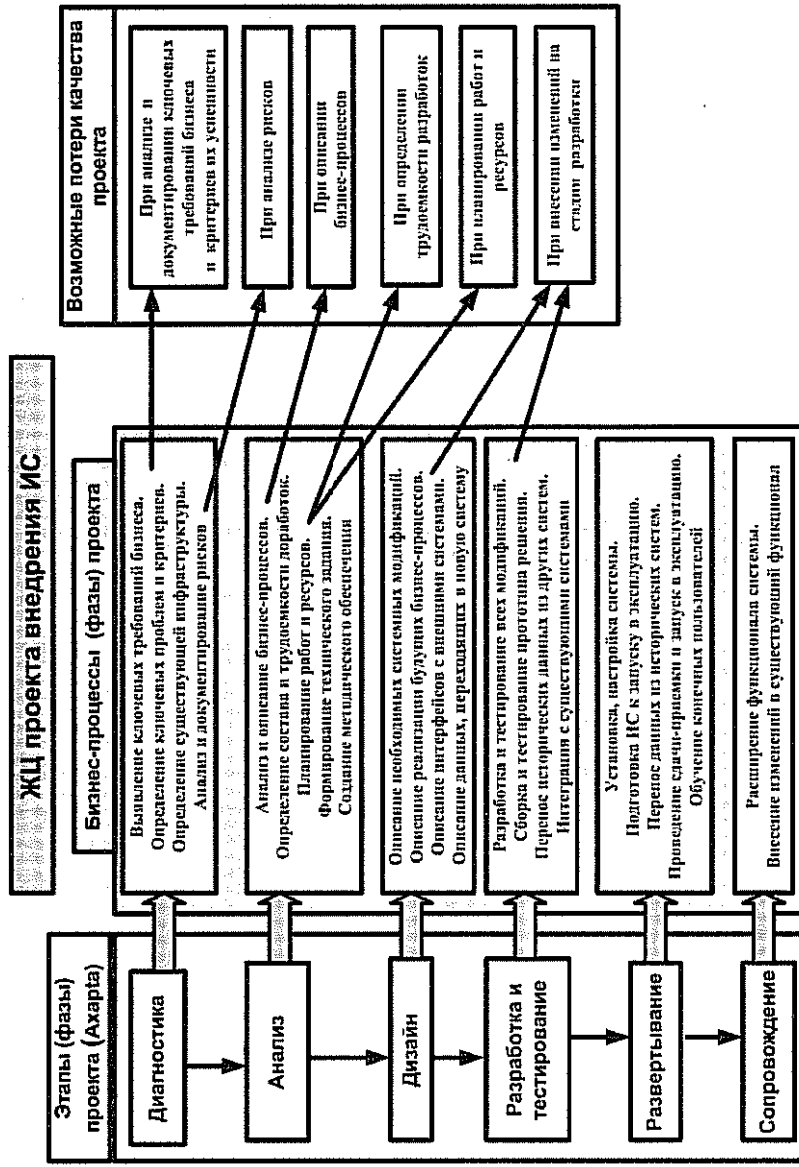 ЖЦ проекта внедрения ИС
Этапы (фазы)
проекта (Axapta)
Диагностика
Анализ
Дизайн
Разработка и
тестирование
Развертывание
Сопровождение
Бизнес-процессы (фазы) проекта
Выявление ключевых требований бизнеса.
Определение ключевых проблем и критериев.
Определение существующей инфраструктуры.
Анализ и документирование рисков
Анализ и описание бизнес-процессов.
Определение состава и трудоемкости доработок.
Планирование работ и ресурсов.
Формирование технического задания.
Создание методического обеспечения
Описание необходимых системных модификаций.
Описание реализации будущих бизнес-процессов.
Описание интерфейсов с внешними системами.
Описание данных, переходящих в новую систему
Разработка и тестирование всех модификаций.
Сборка и тестирование прототипа решения.
Перенос исторических данных из других систем.
Интеграция с существующими системами
Установка, настройка системы.
Подготовка ИС к запуску в эксплуатацию.
Перенос данных из исторических систем.
Проведение сдачи-приемки и запуск в эксплуатацию.
Обучение конечных пользователей
Расширение функционала системы.
Внесение изменений в существующий функционал
Возможные потери качества
проекта
При анализе и
документировании ключевых
требований бизнеса
и критериев их успешности
При анализе рисков
При описании
бизнес-процессов
При определении
трудоемкости разработок
При планировании работ и
ресурсов
При внесении изменений на
стадии разработки